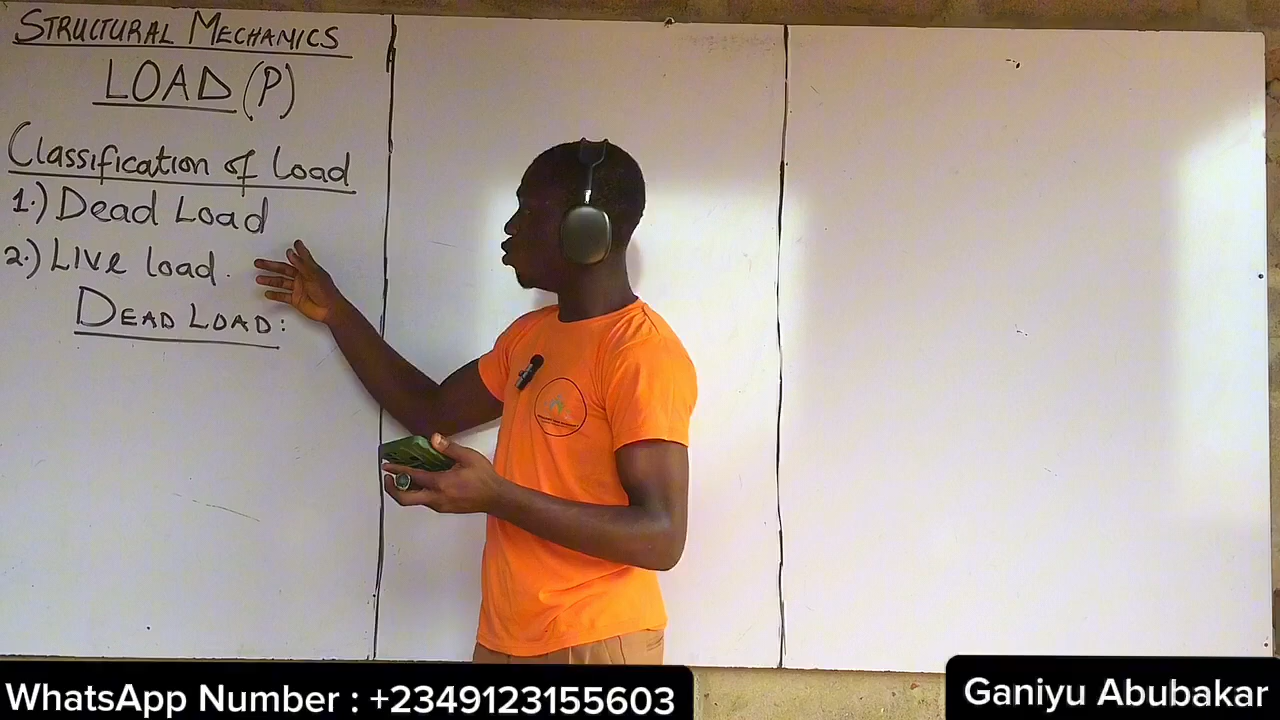 STRUCTURAL MECHANICS
LOAD (P)
Classification of Load
1.) Dead Load
2.) Live load.
DEAD LOAD:
WhatsApp Number : +2349123155603
Ganiyu Abubakar